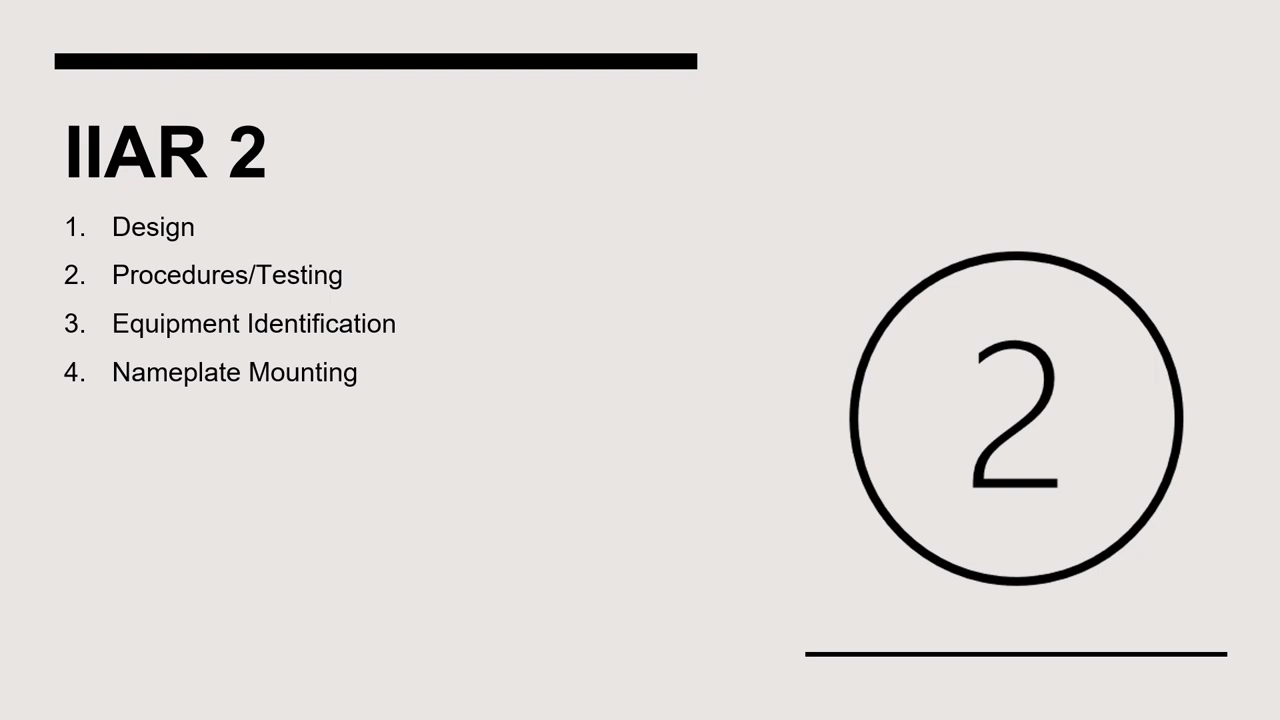 IIAR 2
1. Design
2. Procedures/Testing
3. Equipment Identification
4. Nameplate Mounting
2